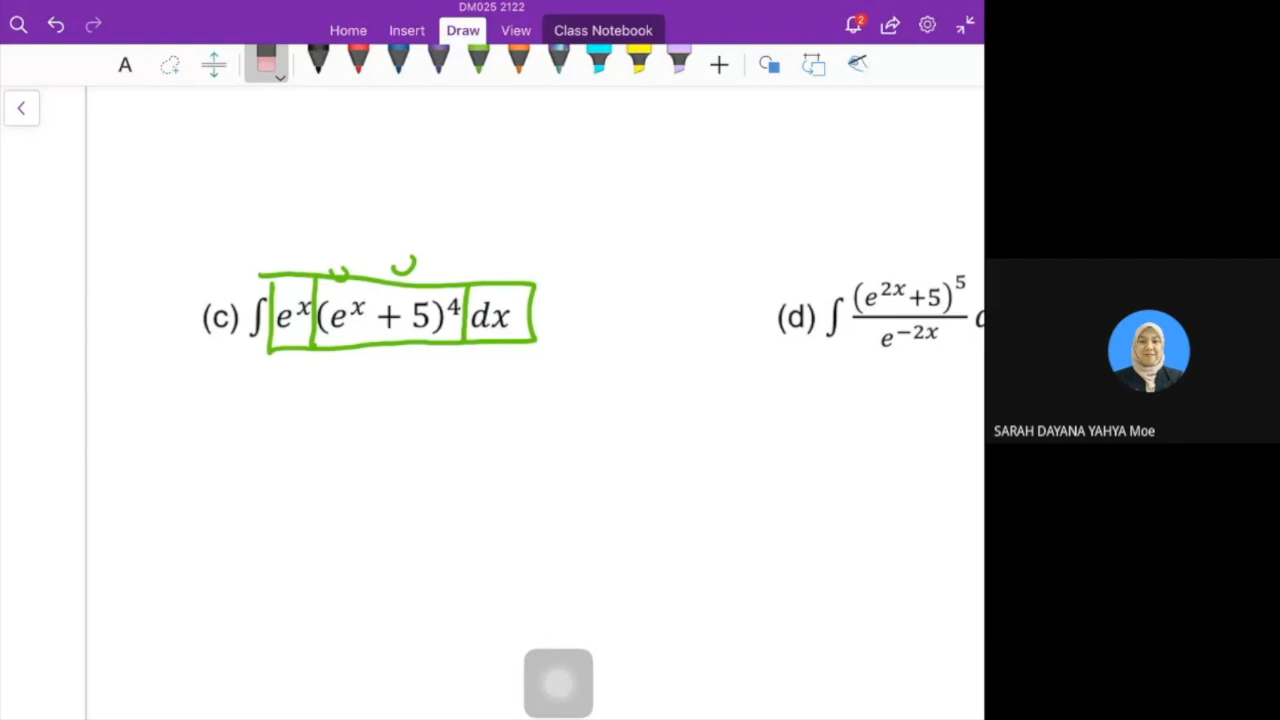 DM025 2122
Home Insert Draw View Class Notebook
2
A
(c) ∫ eˣ(eˣ + 5)⁴ dx
(d) ∫ (e²ˣ+5)⁵ / e⁻²ˣ
SARAH DAYANA YAHYA Moe